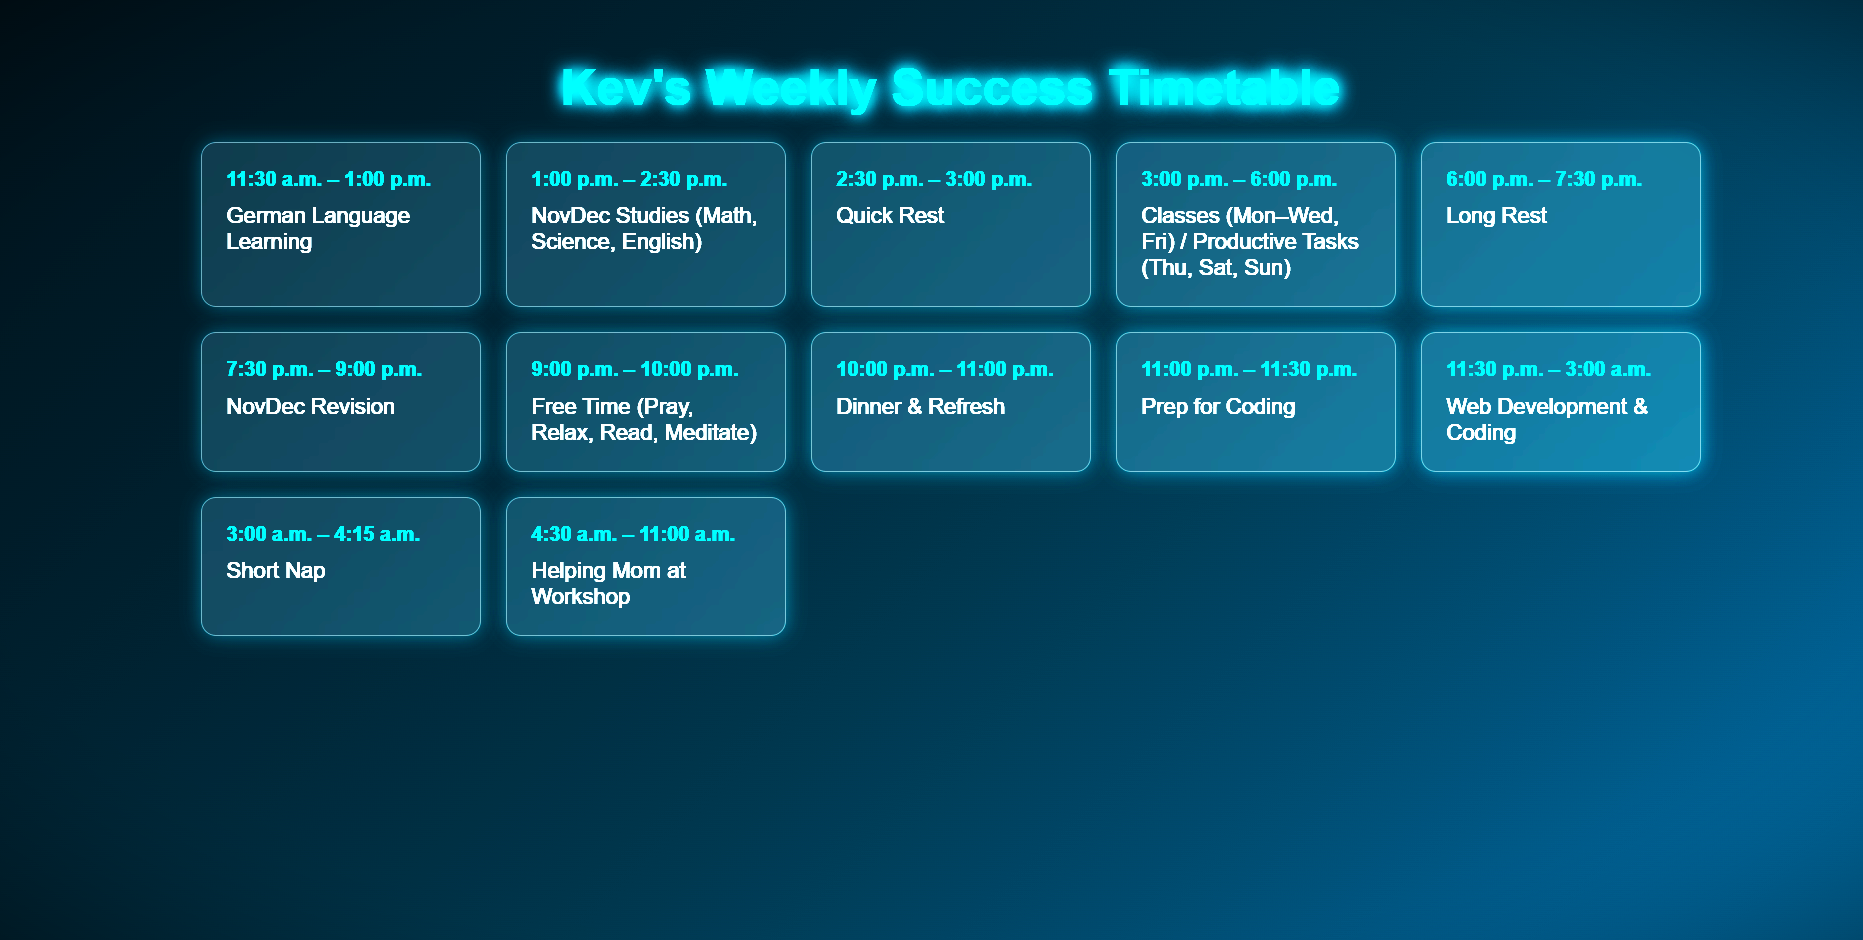 Kev's Weekly Success Timetable
11:30 a.m. – 1:00 p.m.
German Language
Learning
1:00 p.m. – 2:30 p.m.
NovDec Studies (Math,
Science, English)
2:30 p.m. – 3:00 p.m.
Quick Rest
3:00 p.m. – 6:00 p.m.
Classes (Mon–Wed,
Fri) / Productive Tasks
(Thu, Sat, Sun)
6:00 p.m. – 7:30 p.m.
Long Rest
7:30 p.m. – 9:00 p.m.
NovDec Revision
9:00 p.m. – 10:00 p.m.
Free Time (Pray,
Relax, Read, Meditate)
10:00 p.m. – 11:00 p.m.
Dinner & Refresh
11:00 p.m. – 11:30 p.m.
Prep for Coding
11:30 p.m. – 3:00 a.m.
Web Development &
Coding
3:00 a.m. – 4:15 a.m.
Short Nap
4:30 a.m. – 11:00 a.m.
Helping Mom at
Workshop